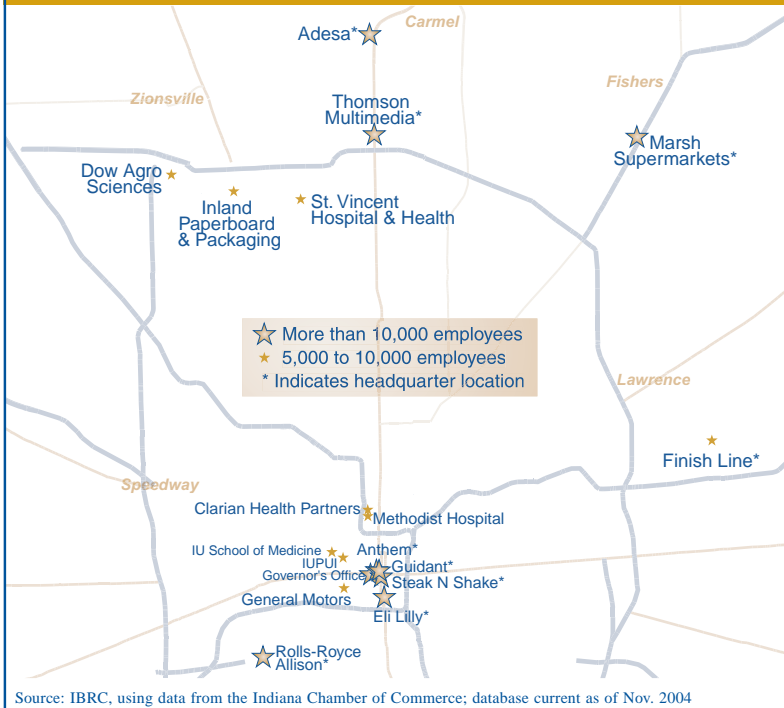 Carmel
Adesa*
Zionsville
Fishers
Thomson
Multimedia*
Marsh
Supermarkets*
Dow Agro
Sciences
Inland
Paperboard
& Packaging
St. Vincent
Hospital & Health
More than 10,000 employees
5,000 to 10,000 employees
* Indicates headquarter location
Lawrence
Finish Line*
Speedway
Clarian Health Partners
Methodist Hospital
IU School of Medicine
Anthem*
IUPUI
Guidant*
Governor's Office
Steak N Shake*
General Motors
Eli Lilly*
Rolls-Royce
Allison*
Source: IBRC, using data from the Indiana Chamber of Commerce; database current as of Nov. 2004